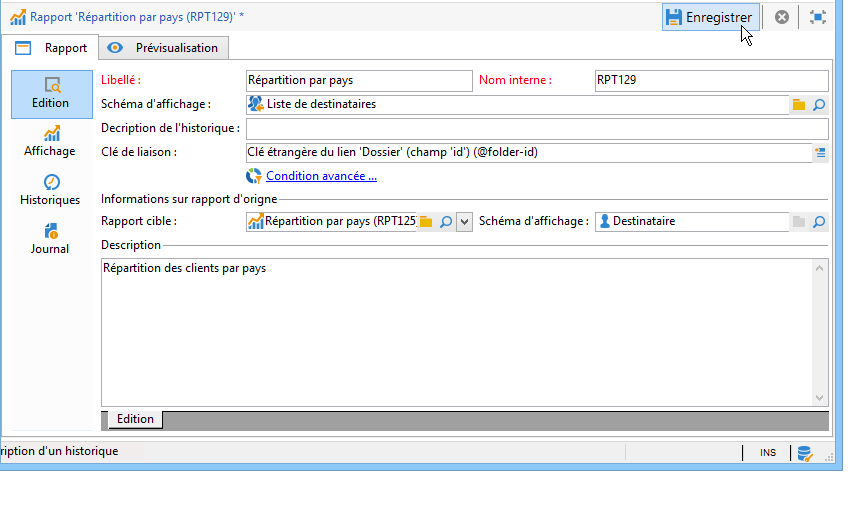 Rapport 'Répartition par pays (RPT129)' *
Enregistrer
Rapport
Prévisualisation
Edition
Affichage
Historiques
Journal
Libellé :
Répartition par pays
Nom interne :
RPT129
Schéma d'affichage :
Liste de destinataires
Decription de l'historique :
Clé de liaison :
Clé étrangère du lien 'Dossier' (champ 'id') (@folder-id)
Condition avancée ...
Informations sur rapport d'origne
Rapport cible :
Répartition par pays (RPT125
Schéma d'affichage :
Destinataire
Description
Répartition des clients par pays
Edition
ription d'un historique
INS